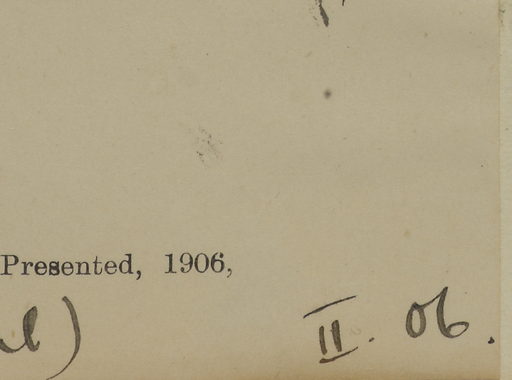 Presented, 1906,
l) II. 06.